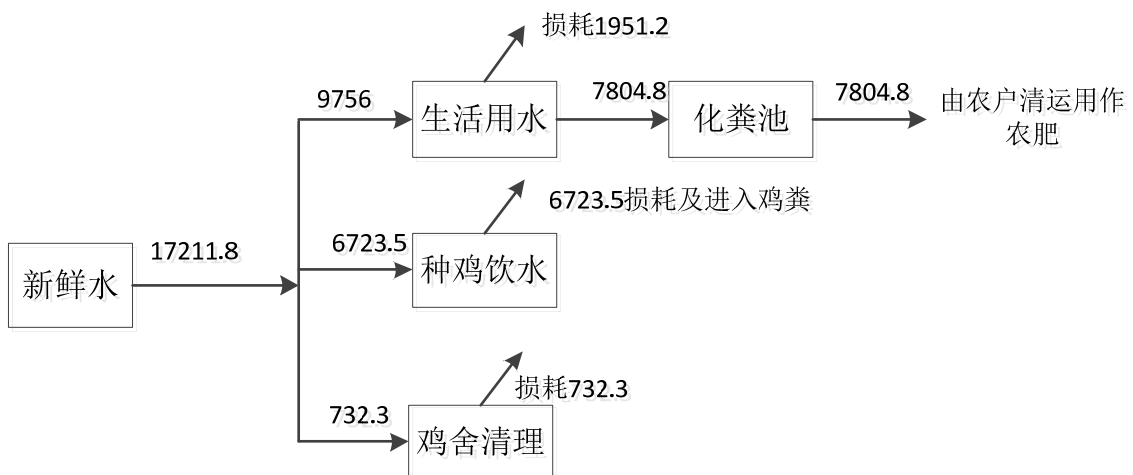 损耗1951.2
9756
生活用水
7804.8
化粪池
7804.8
由农户清运用作
农肥
6723.5损耗及进入鸡粪
6723.5
种鸡饮水
新鲜水
17211.8
损耗732.3
732.3
鸡舍清理